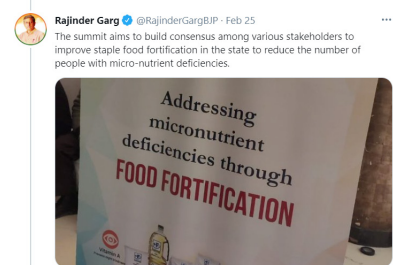 Rajinder Garg @RajinderGargBJP · Feb 25
The summit aims to build consensus among various stakeholders to
improve staple food fortification in the state to reduce the number of
people with micro-nutrient deficiencies.
Addressing
micronutrient
deficiencies through
FOOD FORTIFICATION
Vitamin A